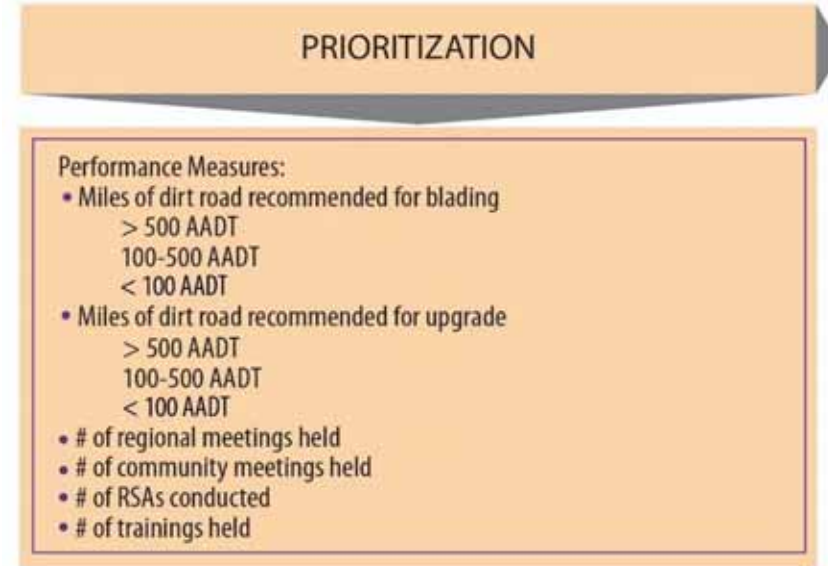 PRIORITIZATION
Performance Measures:
• Miles of dirt road recommended for blading
> 500 AADT
100-500 AADT
< 100 AADT
• Miles of dirt road recommended for upgrade
> 500 AADT
100-500 AADT
< 100 AADT
• # of regional meetings held
• # of community meetings held
• # of RSAs conducted
• # of trainings held